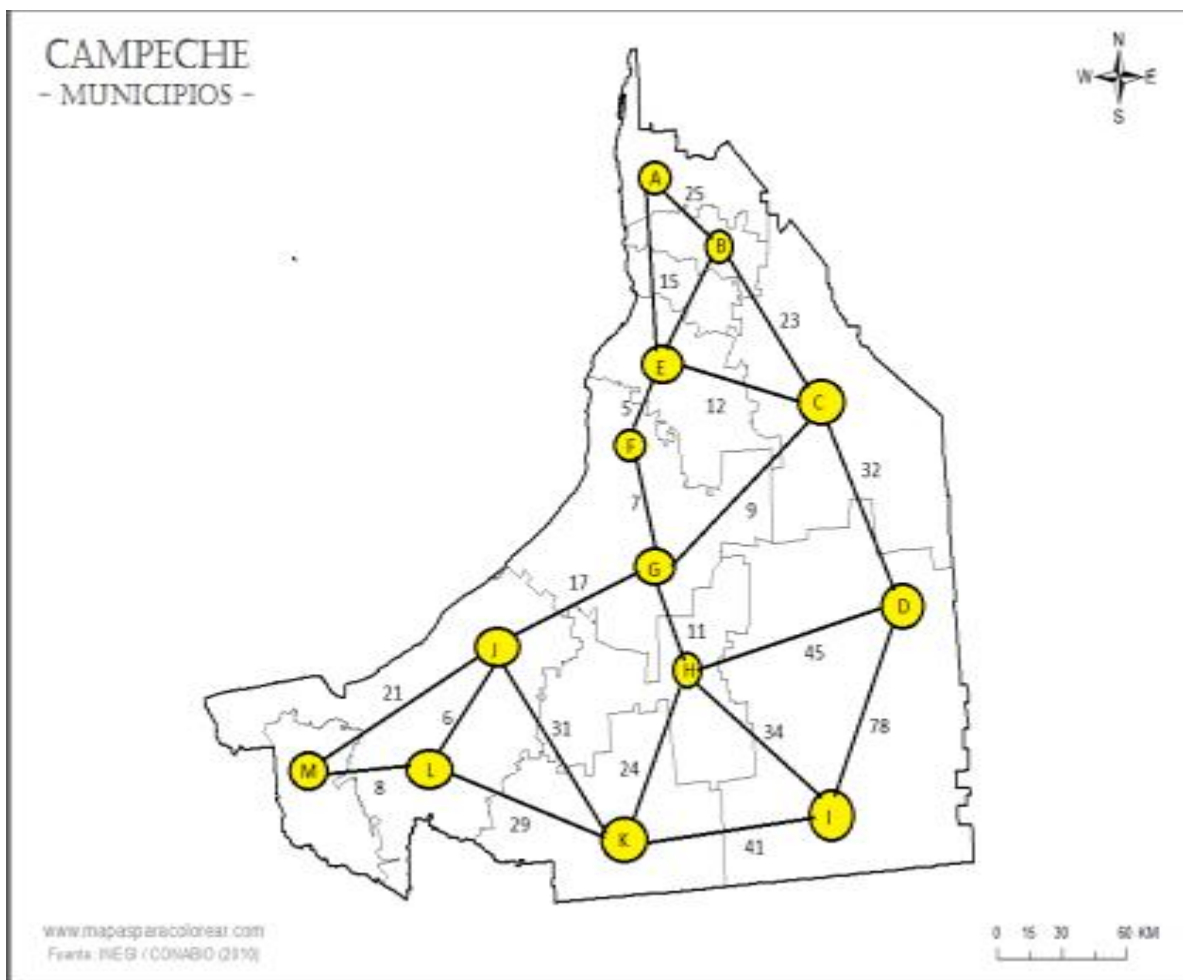 CAMPECHE
- MUNICIPIOS -
N
W E
S
A
25
B
15
23
E
C
5
12
F
32
7
9
G
17
D
11
J
H
45
21
6
31
34
78
M
L
24
8
I
29
K
41
www.mapasparacolorear.com
Fuente: INEGI / CONABIO (2010)
0 15 30 60 KM